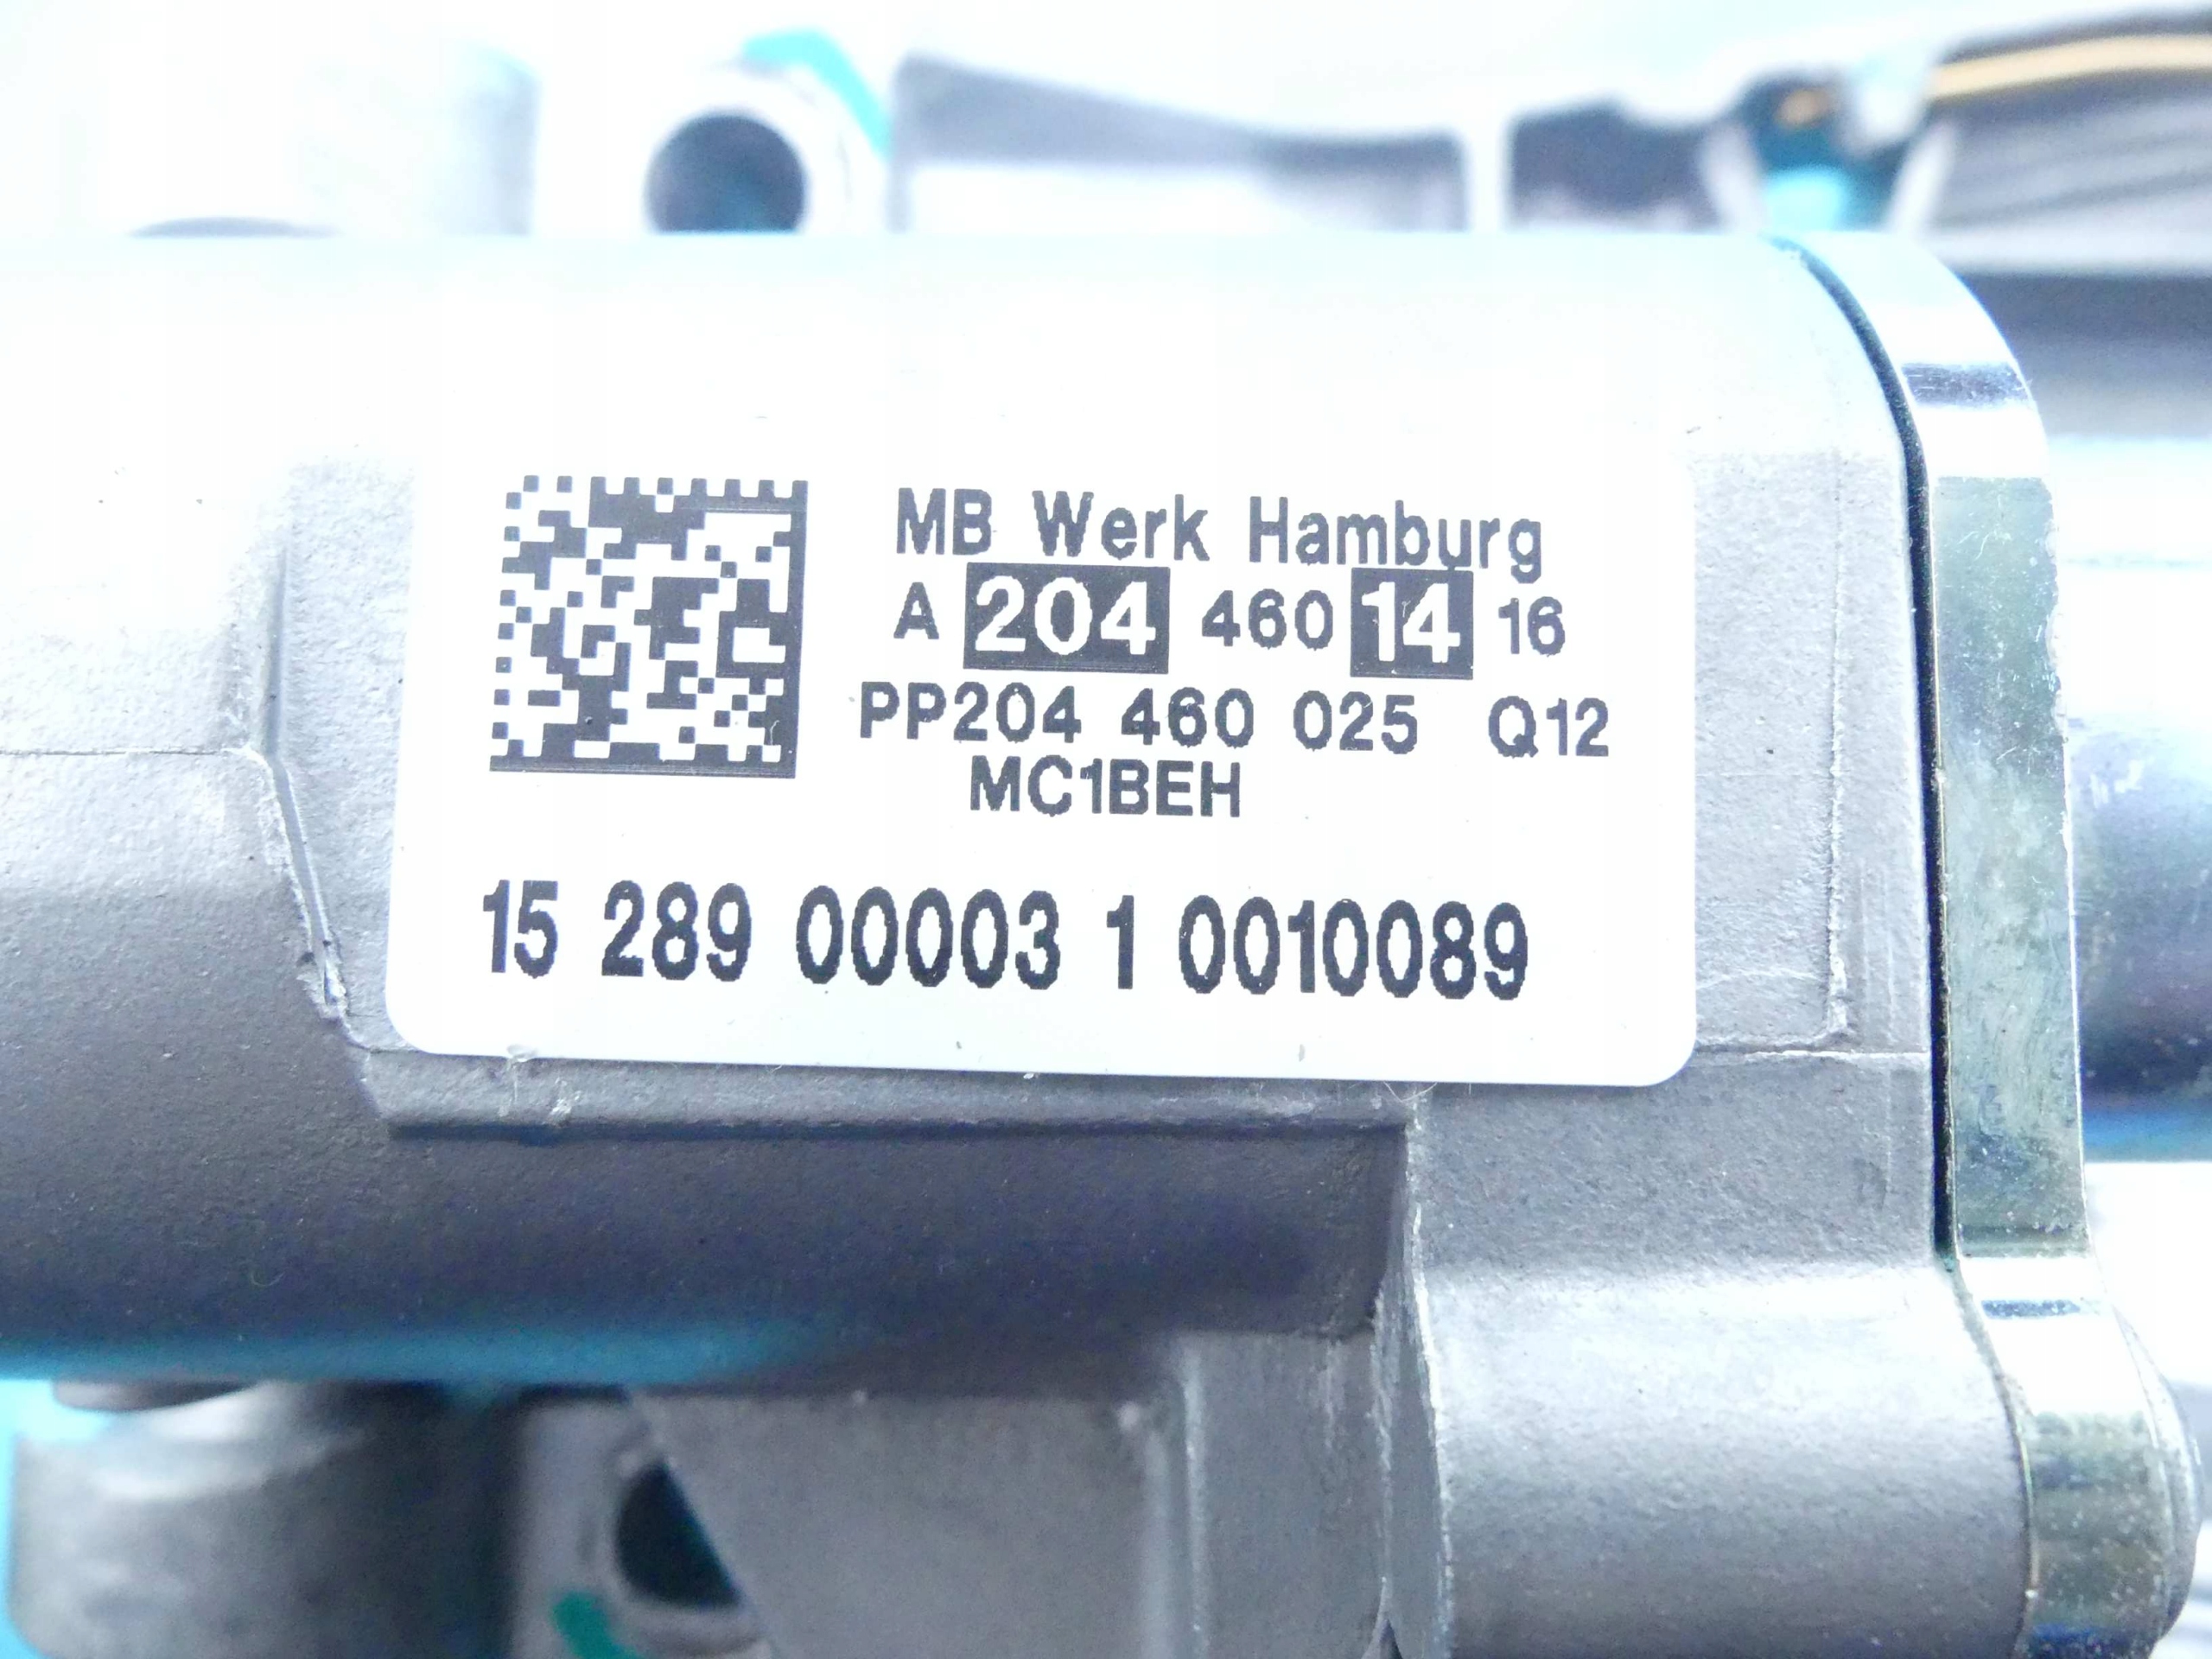 MB Werk Hamburg
A 204 460 14 16
PP204 460 025 Q12
MC1BEH
15 289 00003 1 0010089